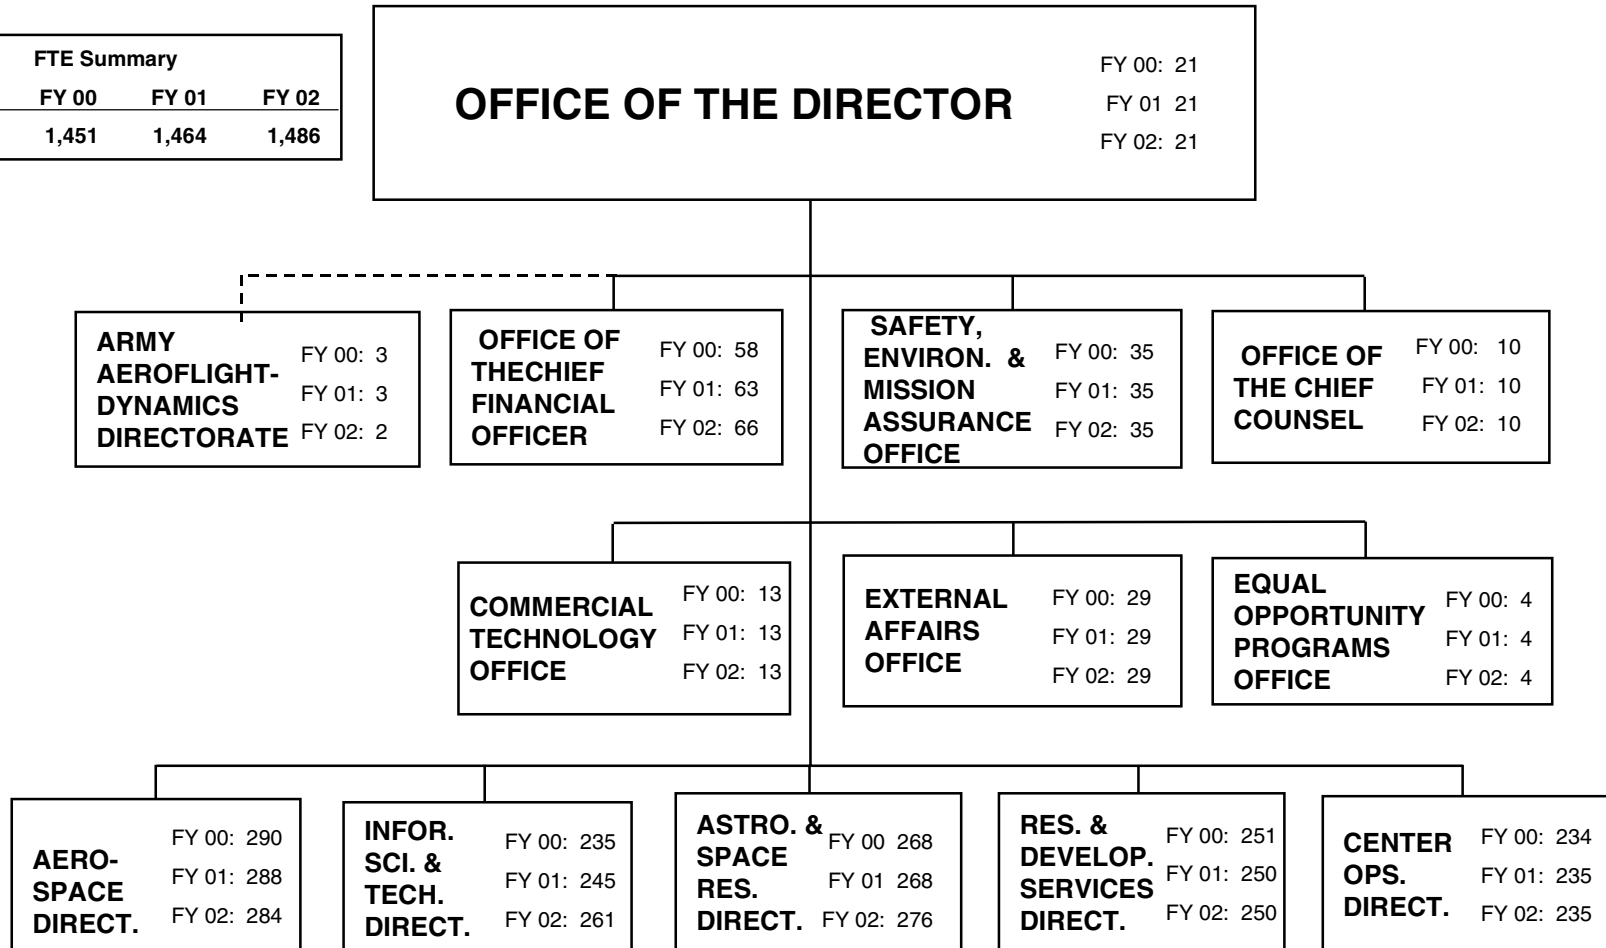 FTE Summary
FY 00 FY 01 FY 02
1,451 1,464 1,486
OFFICE OF THE DIRECTOR
FY 00: 21
FY 01 21
FY 02: 21
ARMY
AEROFLIGHT-
DYNAMICS
DIRECTORATE
FY 00: 3
FY 01: 3
FY 02: 2
OFFICE OF
THECHIEF
FINANCIAL
OFFICER
FY 00: 58
FY 01: 63
FY 02: 66
SAFETY,
ENVIRON. &
MISSION
ASSURANCE
OFFICE
FY 00: 35
FY 01: 35
FY 02: 35
OFFICE OF
THE CHIEF
COUNSEL
FY 00: 10
FY 01: 10
FY 02: 10
COMMERCIAL
TECHNOLOGY
OFFICE
FY 00: 13
FY 01: 13
FY 02: 13
EXTERNAL
AFFAIRS
OFFICE
FY 00: 29
FY 01: 29
FY 02: 29
EQUAL
OPPORTUNITY
PROGRAMS
OFFICE
FY 00: 4
FY 01: 4
FY 02: 4
AERO-
SPACE
DIRECT.
FY 00: 290
FY 01: 288
FY 02: 284
INFOR.
SCI. &
TECH.
DIRECT.
FY 00: 235
FY 01: 245
FY 02: 261
ASTRO. &
SPACE
RES.
DIRECT.
FY 00 268
FY 01 268
FY 02: 276
RES. &
DEVELOP.
SERVICES
DIRECT.
FY 00: 251
FY 01: 250
FY 02: 250
CENTER
OPS.
DIRECT.
FY 00: 234
FY 01: 235
FY 02: 235